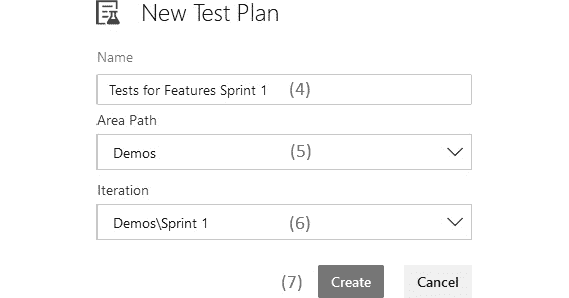 New Test Plan
Name
Tests for Features Sprint 1 (4)
Area Path
Demos (5)
Iteration
Demos\Sprint 1 (6)
(7) Create Cancel